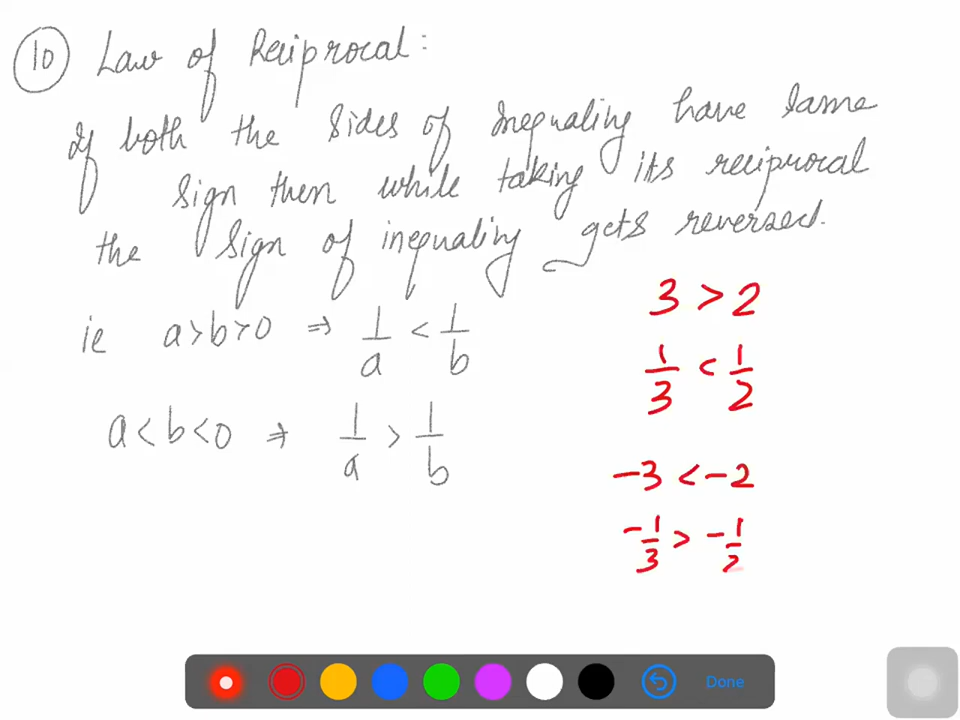 10 Law of Reciprocal:
If both the Sides of Inequality have Same
Sign then while taking its reciprocal
the Sign of inequality gets reversed.
ie a>b>0 ⇒ 1/a < 1/b
a<b<0 ⇒ 1/a > 1/b
3 > 2
1/3 < 1/2
-3 < -2
-1/3 > -1/2
Done